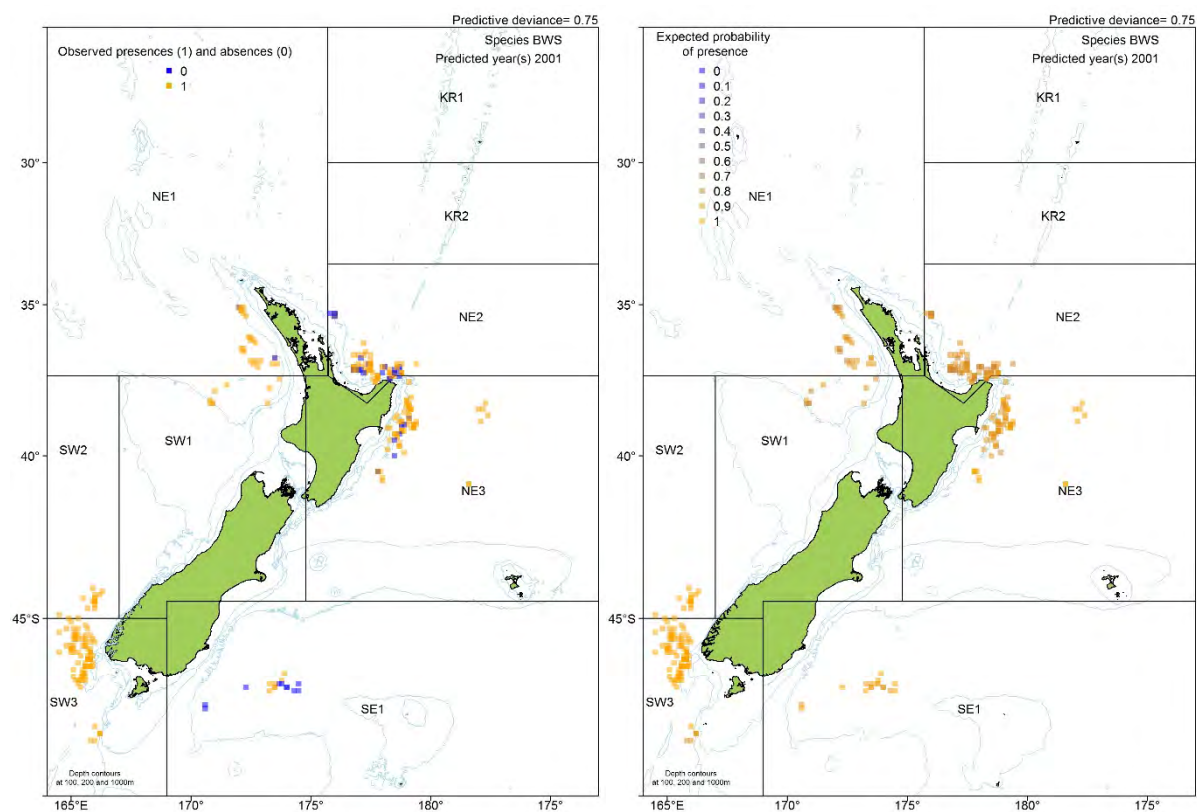 Predictive deviance= 0.75
Observed presences (1) and absences (0)
0
1
Species BWS
Predicted year(s) 2001
KR1
30°
NE1
KR2
35°
NE2
SW2
SW1
40°
NE3
45°S
SW3
SE1
Depth contours
at 100, 200 and 1000m
165°E
170°
175°
180°
175°
Predictive deviance= 0.75
Expected probability
of presence
0
0.1
0.2
0.3
0.4
0.5
0.6
0.7
0.8
0.9
1
Species BWS
Predicted year(s) 2001
KR1
30°
NE1
KR2
35°
NE2
SW2
SW1
40°
NE3
45°S
SW3
SE1
Depth contours
at 100, 200 and 1000m
165°E
170°
175°
180°
175°